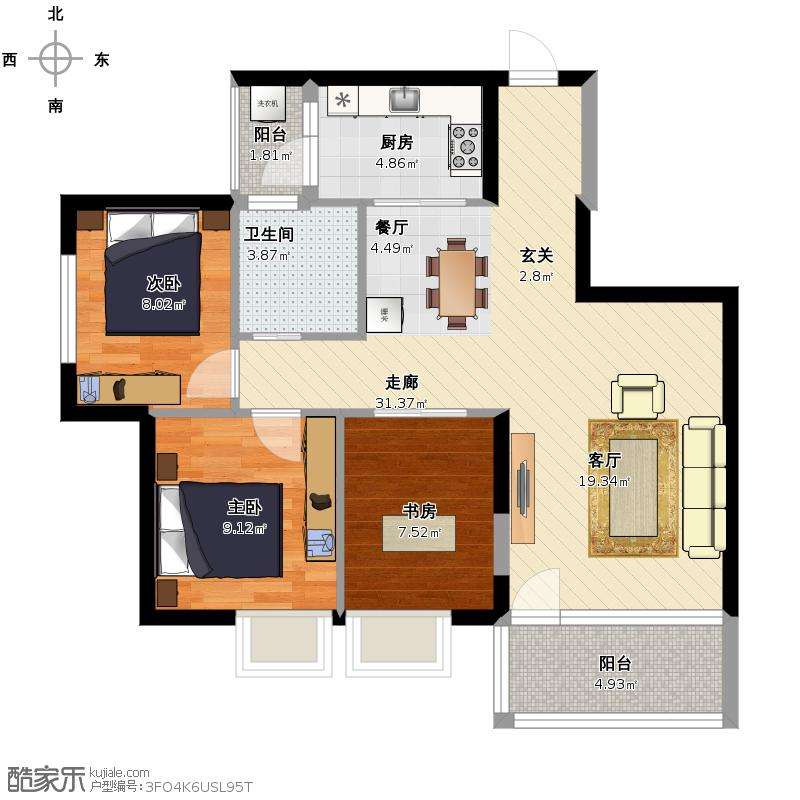 北
西 东
南
洗衣机
阳台
1.81㎡
厨房
4.86㎡
卫生间
3.87㎡
餐厅
4.49㎡
玄关
2.8㎡
次卧
8.02㎡
走廊
31.37㎡
客厅
19.34㎡
主卧
9.12㎡
书房
7.52㎡
阳台
4.93㎡
酷家乐 kujiale.com
户型编号:3FO4K6USL95T